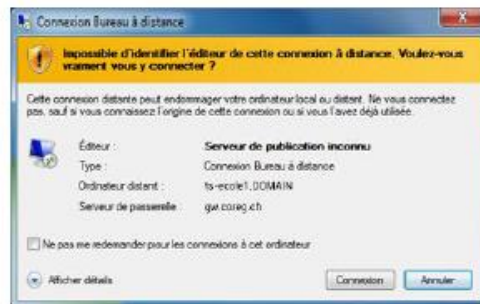 Connexion Bureau à distance
Impossible d'identifier l'éditeur de cette connexion à distance. Voulez-vous
vraiment vous y connecter ?
Cette connexion distante peut endommager votre ordinateur local ou distant. Ne vous connectez
pas, sauf si vous connaissez l'origine de cette connexion ou si vous l'avez déjà utilisée.
Éditeur : Serveur de publication inconnu
Type : Connexion Bureau à distance
Ordinateur distant : ts-ecole1.DOMAIN
Serveur de passerelle gw.coreg.ch
Ne pas me redemander pour les connexions à cet ordinateur
Afficher détails Connexion Annuler